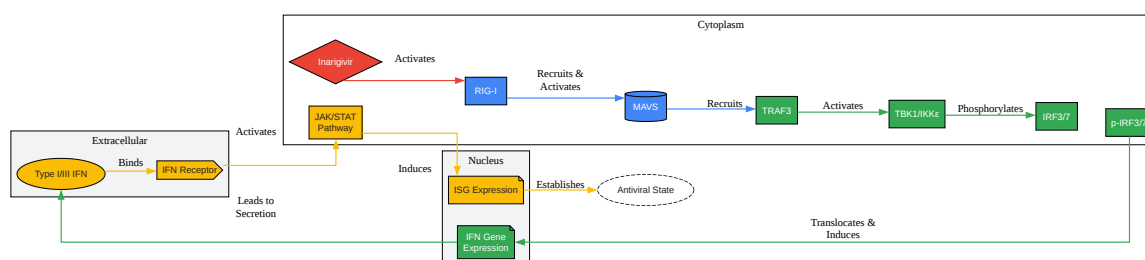 Cytoplasm
Inarigivir
Activates
RIG-I
Recruits &
Activates
MAVS
Recruits
TRAF3
Activates
TBK1/IKKε
Phosphorylates
IRF3/7
p-IRF3/7
JAK/STAT
Pathway
Activates
Extracellular
Type I/III IFN
Binds
IFN Receptor
Induces
Nucleus
ISG Expression
Establishes
Antiviral State
Leads to
Secretion
IFN Gene
Expression
Translocates &
Induces